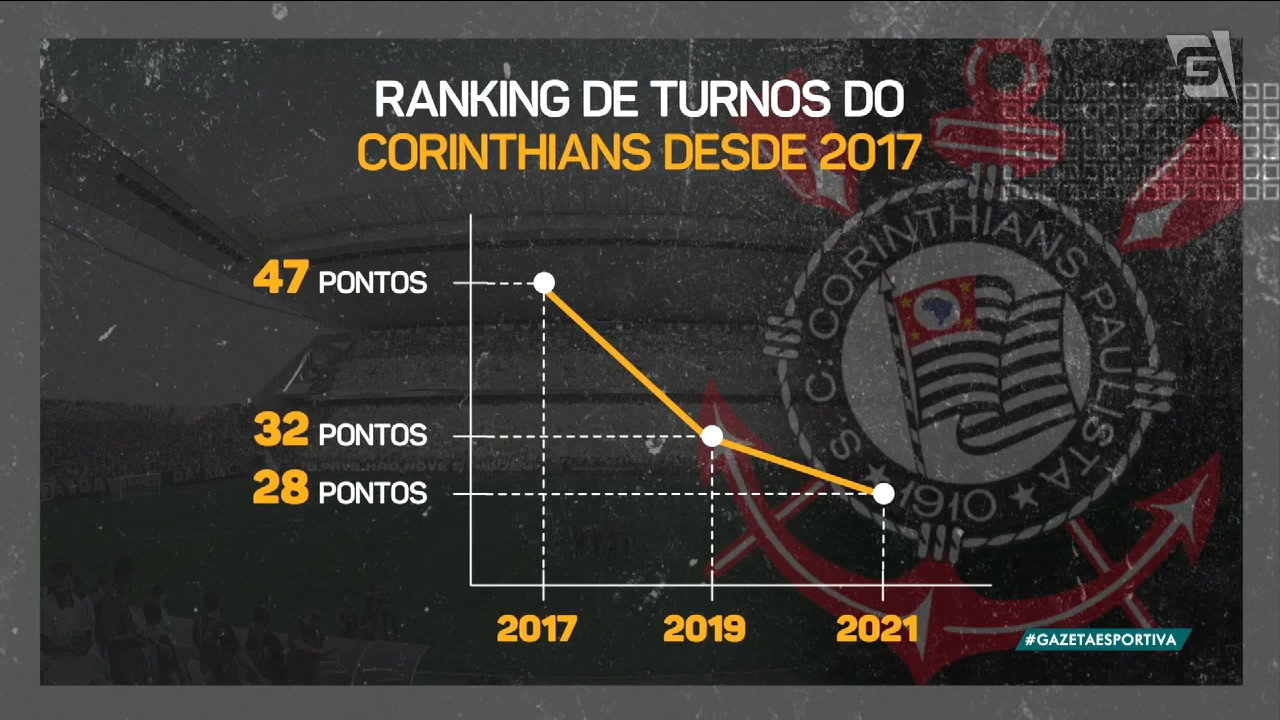 RANKING DE TURNOS DO
CORINTHIANS DESDE 2017
47 PONTOS
32 PONTOS
28 PONTOS
2017
2019
2021
S. C. CORINTHIANS PAULISTA
1910
#GAZETAESPORTIVA
G